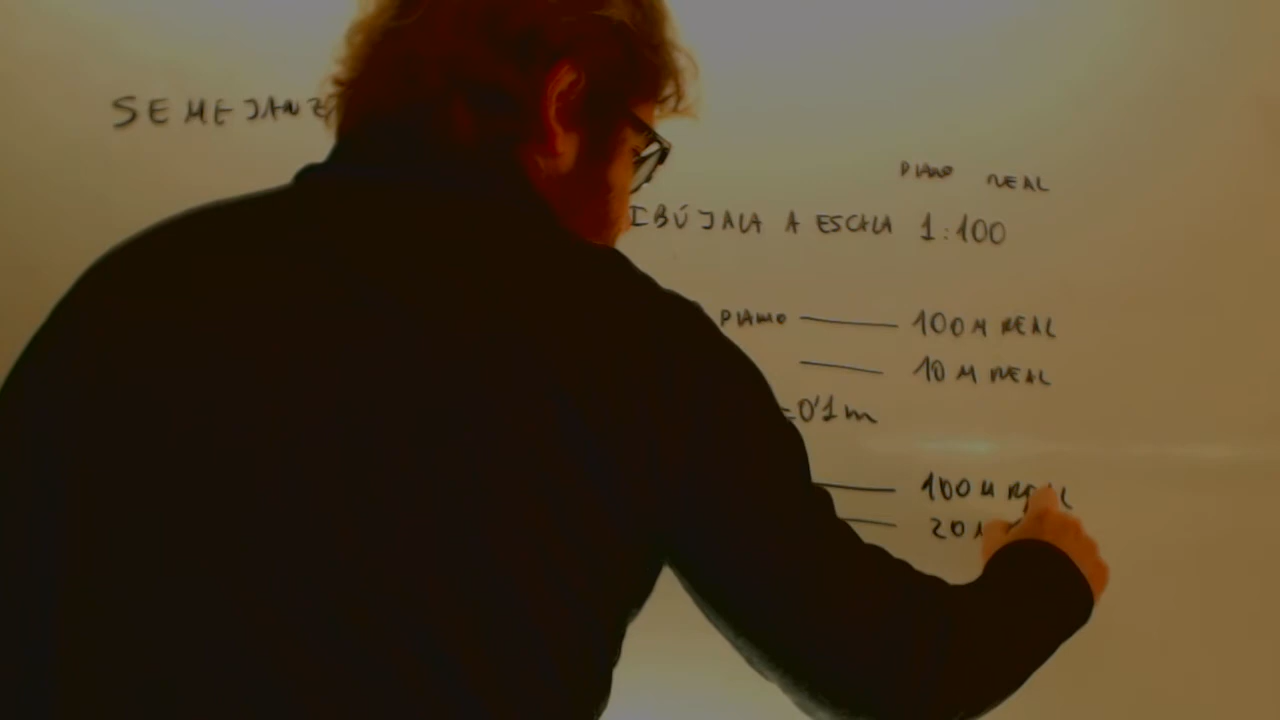 SEMEJANZ
PLANO REAL
IBÚJALA A ESCALA 1:100
PLANO — 100 M REAL
— 10 M REAL
=0'1 m
— 100 M REAL
— 20 M